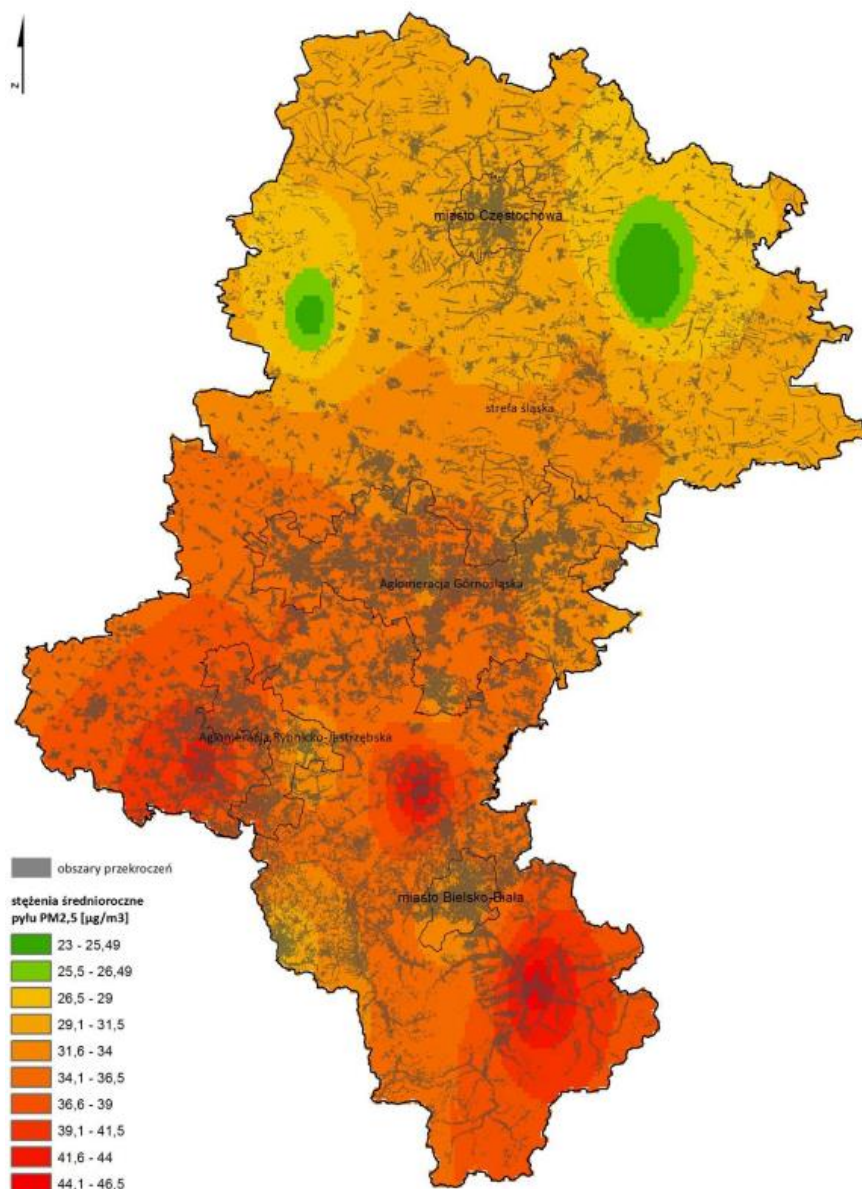 z
miasto Częstochowa
strefa śląska
Aglomeracja Górnośląska
Aglomeracja Rybnicko-Jastrzębska
miasto Bielsko-Biała
obszary przekroczeń
stężenia średnioroczne
pyłu PM2,5 [µg/m3]
23 - 25,49
25,5 - 26,49
26,5 - 29
29,1 - 31,5
31,6 - 34
34,1 - 36,5
36,6 - 39
39,1 - 41,5
41,6 - 44
44,1 - 46,5